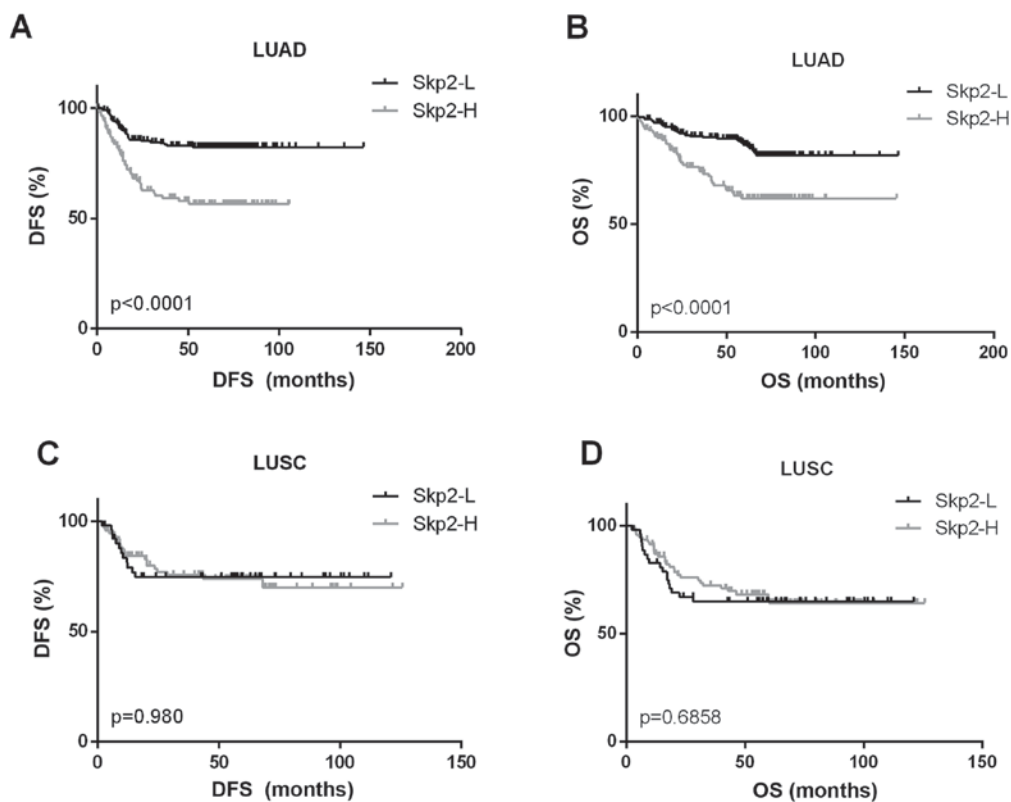 A
LUAD
Skp2-L
Skp2-H
100
50
0
DFS (%)
p<0.0001
0 50 100 150 200
DFS (months)
B
LUAD
Skp2-L
Skp2-H
100
50
0
OS (%)
p<0.0001
0 50 100 150 200
OS (months)
C
LUSC
Skp2-L
Skp2-H
100
50
0
DFS (%)
p=0.980
0 50 100 150
DFS (months)
D
LUSC
Skp2-L
Skp2-H
100
50
0
OS (%)
p=0.6858
0 50 100 150
OS (months)